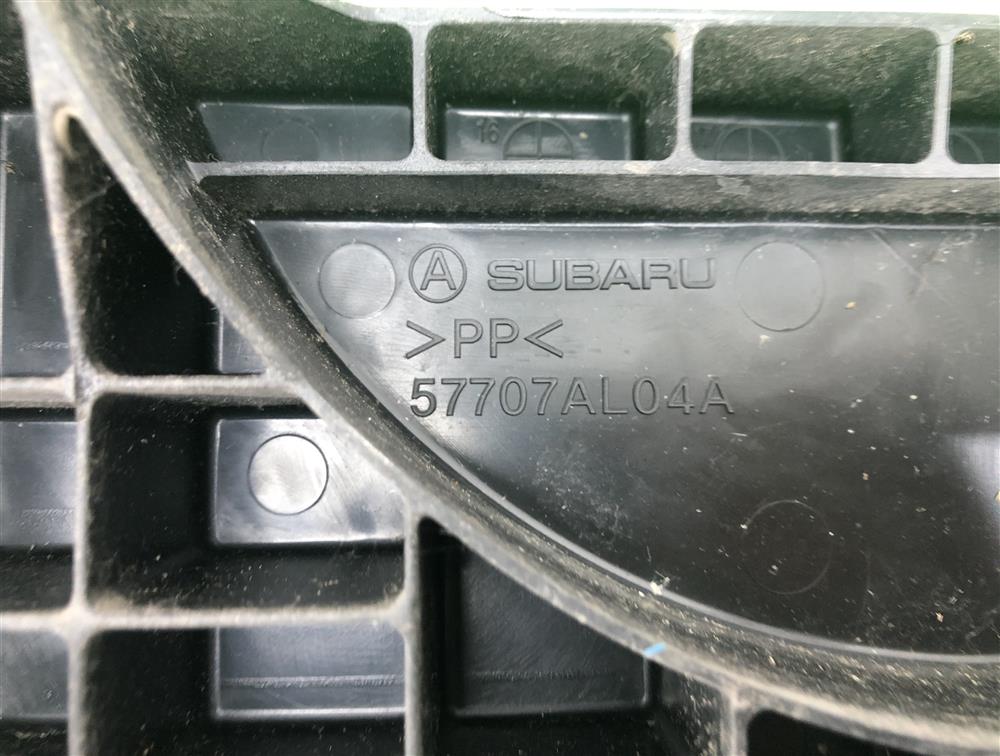 16
Ⓐ SUBARU
>PP<
57707AL04A